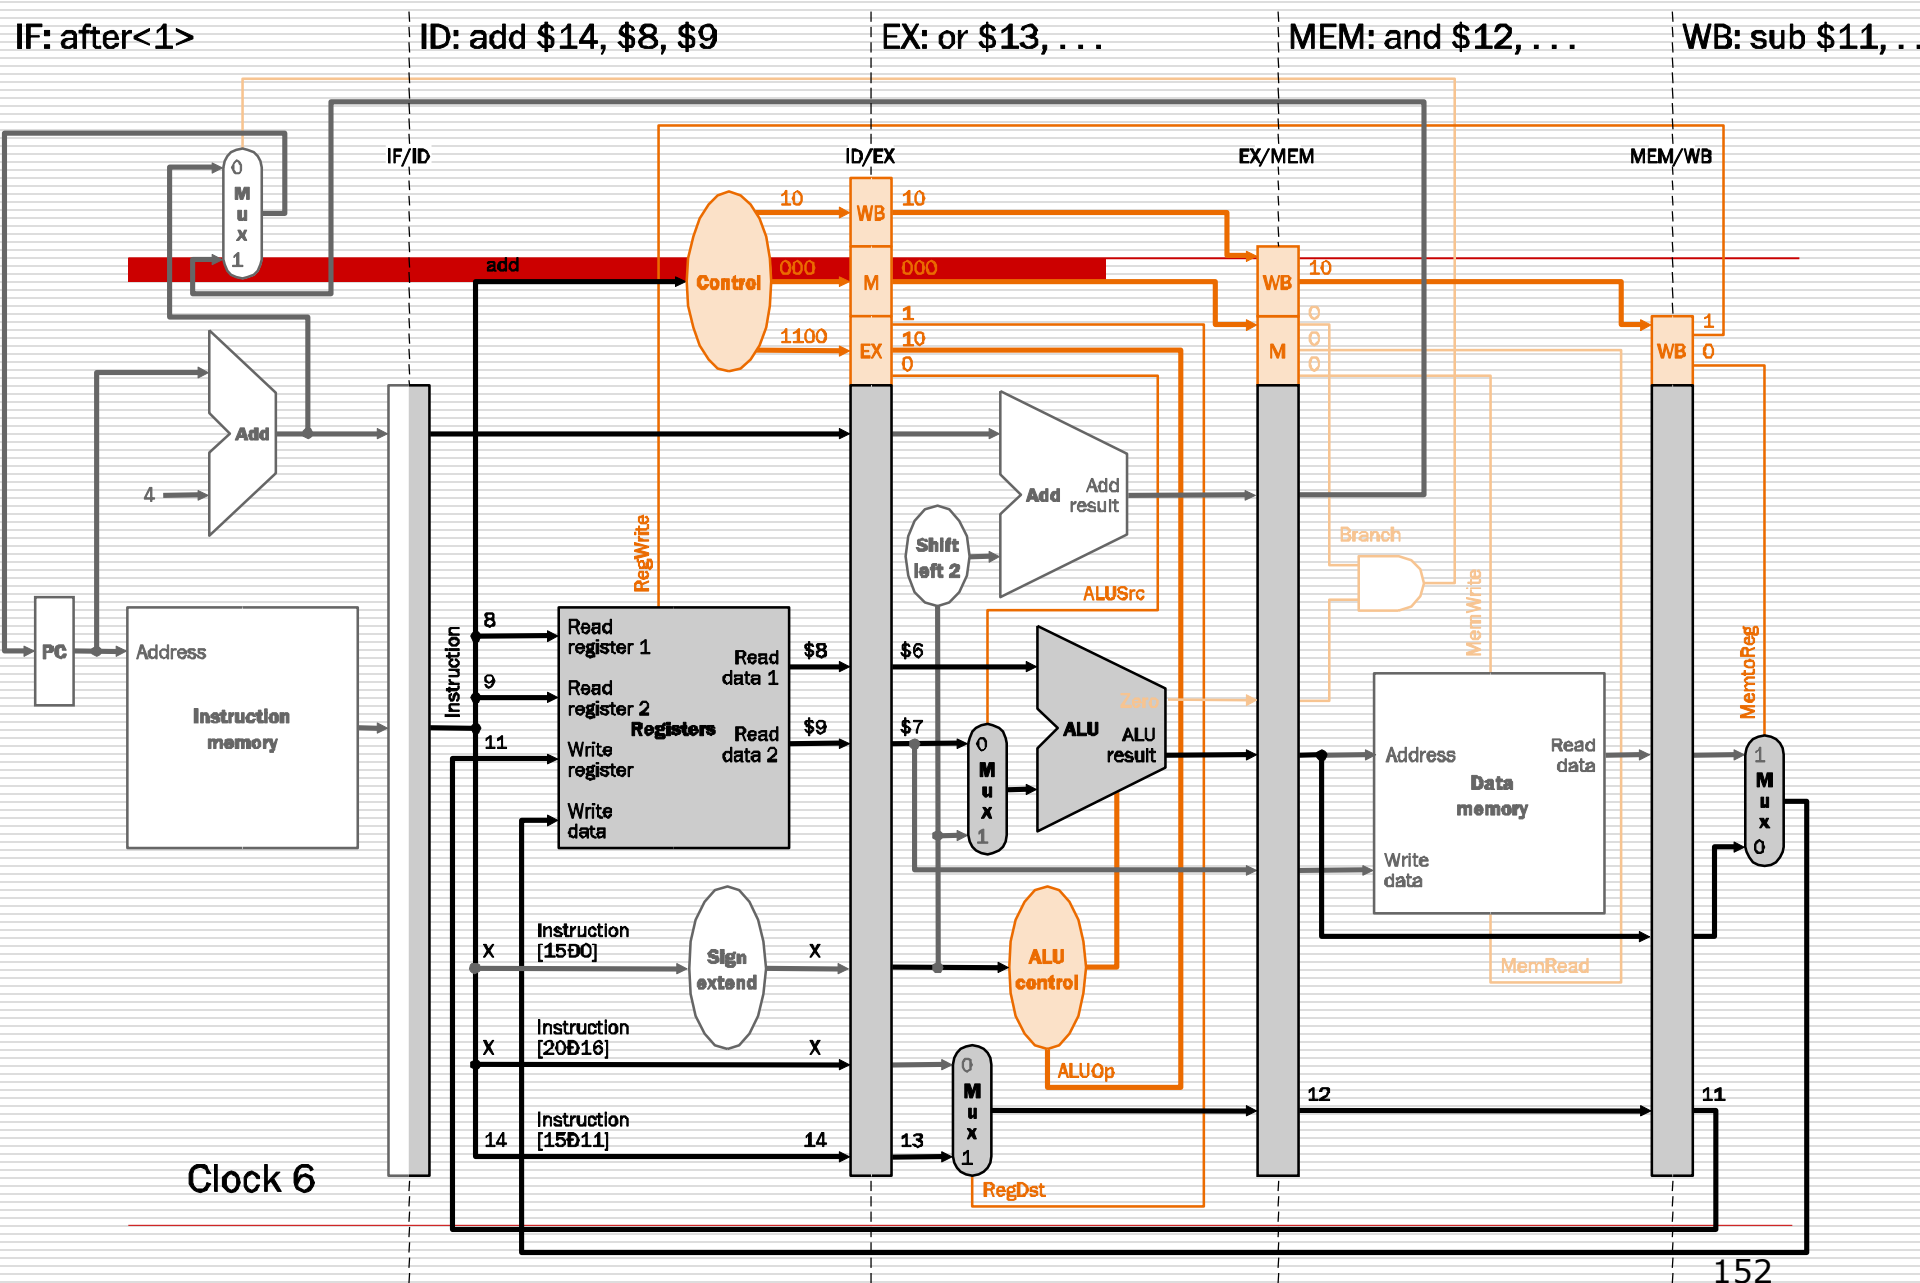 IF: after<1>
ID: add $14, $8, $9
EX: or $13, . . .
MEM: and $12, . . .
WB: sub $11, . .
IF/ID
ID/EX
EX/MEM
MEM/WB
0
M
u
x
1
add
Control
10
000
1100
WB
M
EX
10
000
1
10
0
WB
M
10
0
0
0
WB
1
0
Add
4
Add
Add
result
Shift
left 2
RegWrite
ALUSrc
Branch
MemWrite
MemtoReg
PC
Address
Instruction
memory
Instruction
8
9
11
Read
register 1
Read
register 2
Registers
Write
register
Write
data
Read
data 1
Read
data 2
$8
$9
$6
$7
0
M
u
x
1
Zero
ALU
ALU
result
Address
Data
memory
Read
data
Write
data
1
M
u
x
0
X
Instruction
[15Ð0]
Sign
extend
X
ALU
control
MemRead
X
Instruction
[20Ð16]
X
ALUOp
0
M
u
x
1
12
11
14
Instruction
[15Ð11]
14
13
RegDst
Clock 6
152